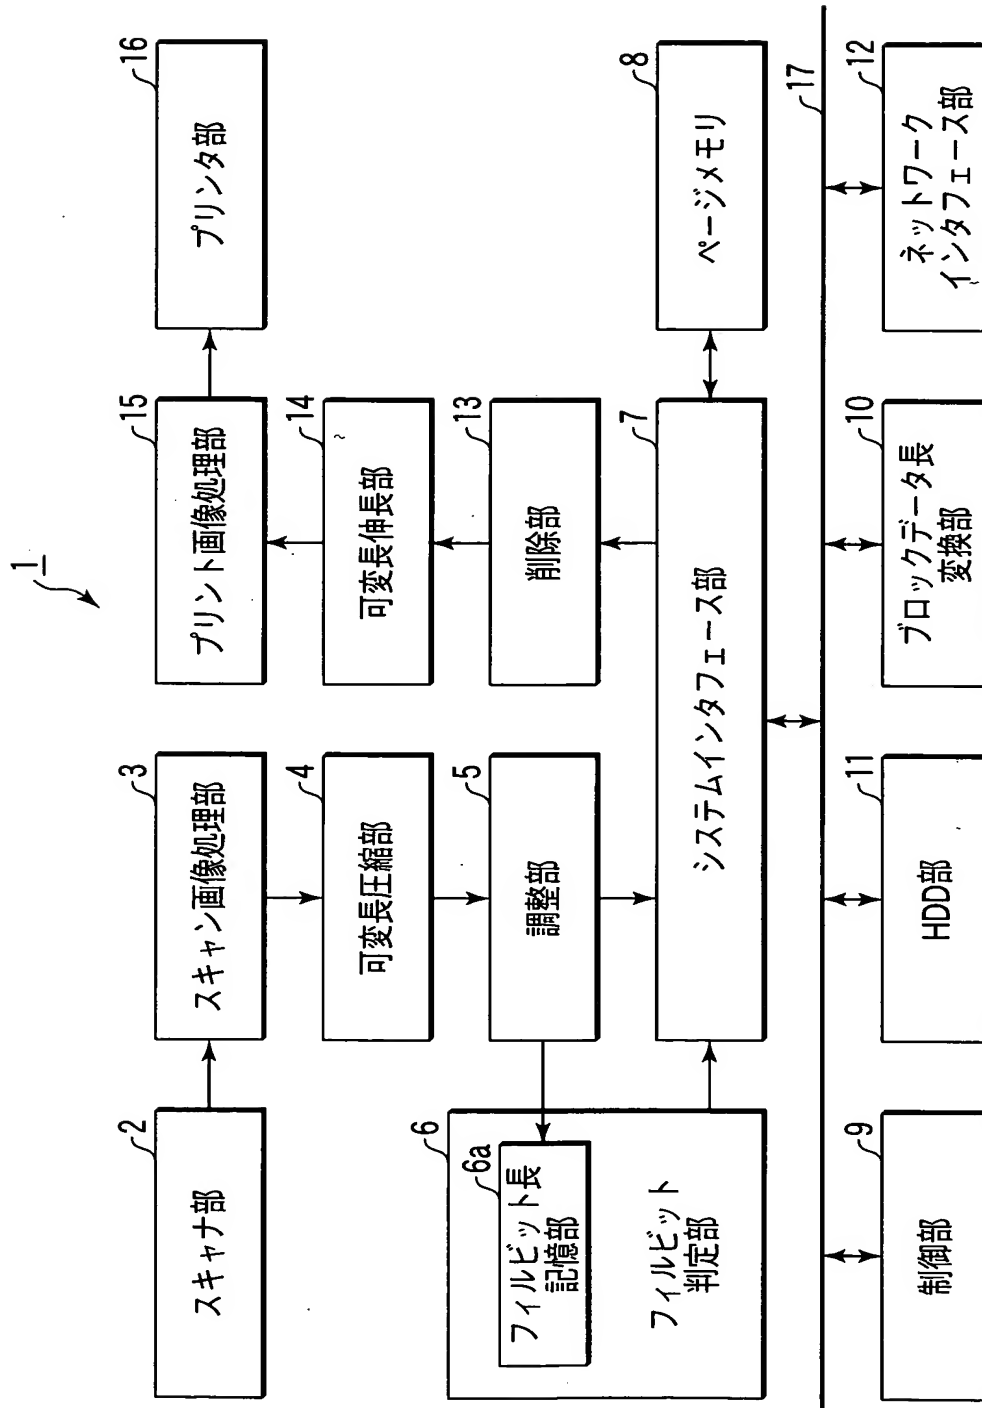 1
2
スキャナ部
3
スキャン画像処理部
15
プリント画像処理部
16
プリンタ部
4
可変長圧縮部
14
可変長伸長部
6
6a
フィルビット長
記憶部
フィルビット
判定部
5
調整部
13
削除部
7
システムインタフェース部
8
ページメモリ
17
9
制御部
11
HDD部
10
ブロックデータ長
変換部
12
ネットワーク
インタフェース部